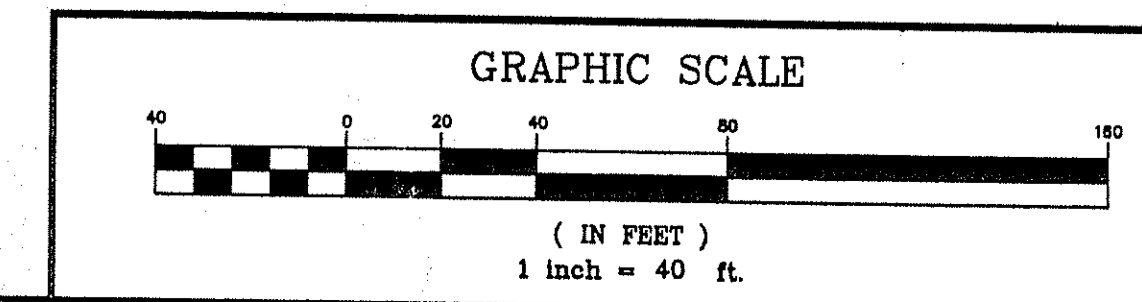 GRAPHIC SCALE
40 0 20 40 80 160
( IN FEET )
1 inch = 40 ft.